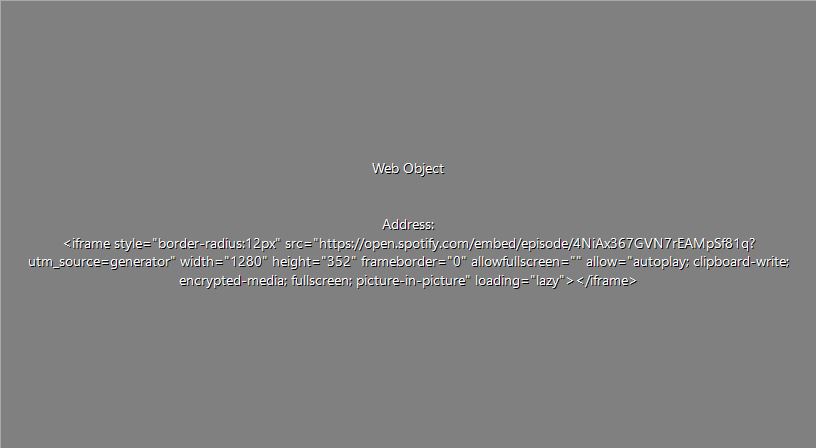 Web Object
Address:
<iframe style="border-radius:12px" src="https://open.spotify.com/embed/episode/4NiAx367GVN7rEAMpSf81q?
utm_source=generator" width="1280" height="352" frameborder="0" allowfullscreen="" allow="autoplay; clipboard-write;
encrypted-media; fullscreen; picture-in-picture" loading="lazy"></iframe>